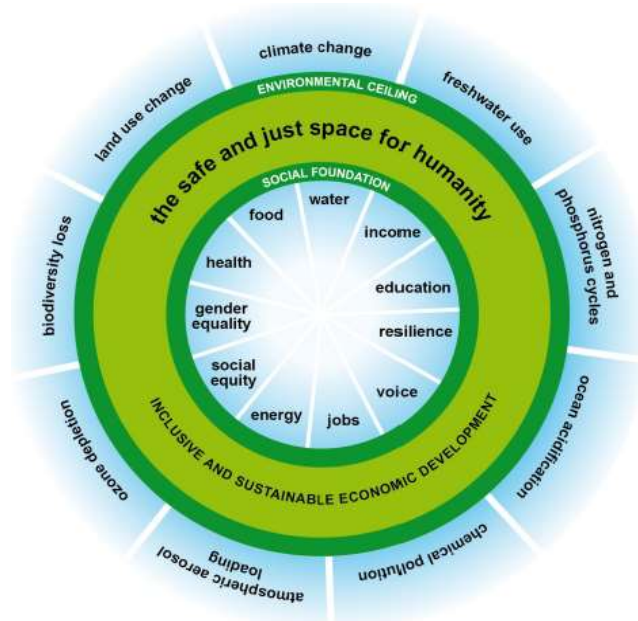 climate change
freshwater use
nitrogen and
phosphorus cycles
ocean acidification
chemical pollution
atmospheric aerosol
loading
ozone depletion
biodiversity loss
land use change
ENVIRONMENTAL CEILING
the safe and just space for humanity
SOCIAL FOUNDATION
water
income
education
resilience
voice
jobs
energy
social
equity
gender
equality
health
food
INCLUSIVE AND SUSTAINABLE ECONOMIC DEVELOPMENT